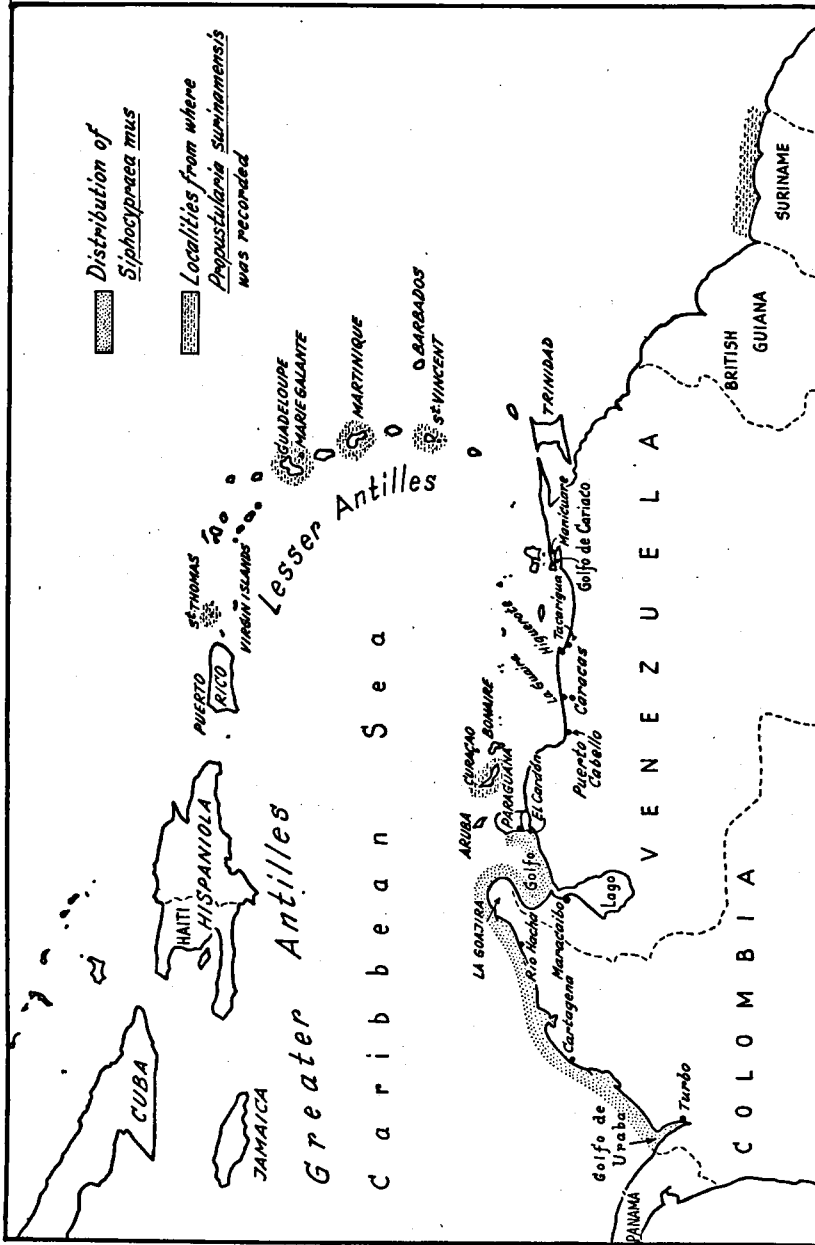 Distribution of
Siphocypraea mus
Localities from where
Propustularia surinamensis
was recorded
CUBA
JAMAICA
HAITI
HISPANIOLA
PUERTO
RICO
St. THOMAS
VIRGIN ISLANDS
GUADELOUPE
MARIE GALANTE
MARTINIQUE
BARBADOS
St. VINCENT
Greater Antilles
Lesser Antilles
Caribbean Sea
ARUBA
CURAÇAO
BONAIRE
PARAGUANA
El Cardón
LA GOAJIRA
Golfo
Rio Hacha
Maracaibo
Lago
Cartagena
Golfo de
Uraba
Turbo
PANAMA
COLOMBIA
Puerto
Cabello
La Guaira
Caracas
Higuerote
Tacarigua
Manicuare
Golfo de Cariaco
TRINIDAD
VENEZUELA
BRITISH
GUIANA
SURINAME